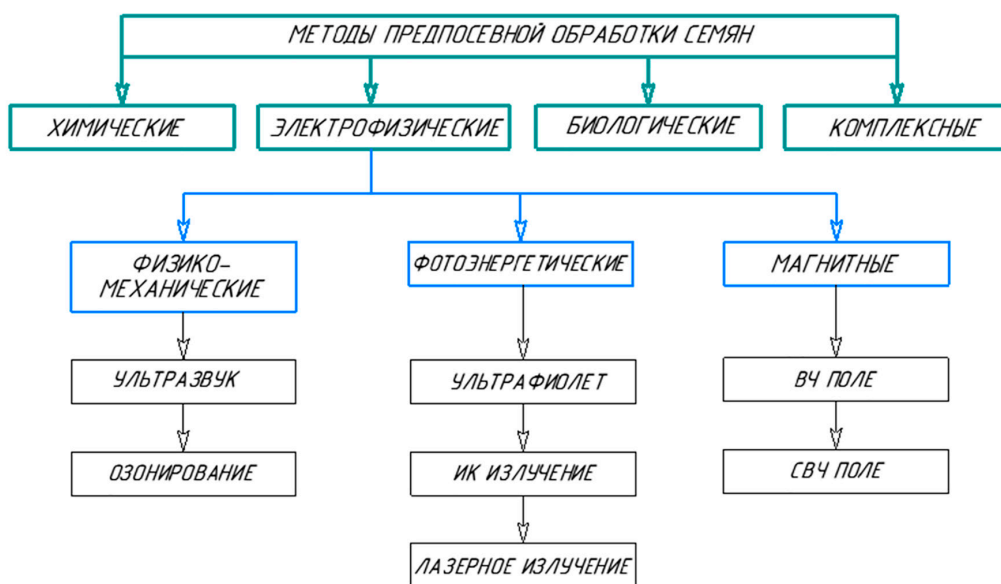 МЕТОДЫ ПРЕДПОСЕВНОЙ ОБРАБОТКИ СЕМЯН
ХИМИЧЕСКИЕ
ЭЛЕКТРОФИЗИЧЕСКИЕ
БИОЛОГИЧЕСКИЕ
КОМПЛЕКСНЫЕ
ФИЗИКО-
МЕХАНИЧЕСКИЕ
ФОТОЭНЕРГЕТИЧЕСКИЕ
МАГНИТНЫЕ
УЛЬТРАЗВУК
УЛЬТРАФИОЛЕТ
ВЧ ПОЛЕ
ОЗОНИРОВАНИЕ
ИК ИЗЛУЧЕНИЕ
СВЧ ПОЛЕ
ЛАЗЕРНОЕ ИЗЛУЧЕНИЕ